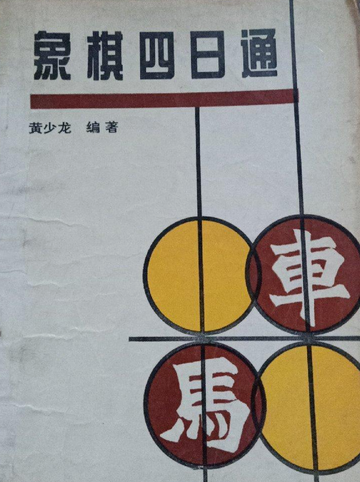 象棋四日通
黄少龙 编著
車
馬